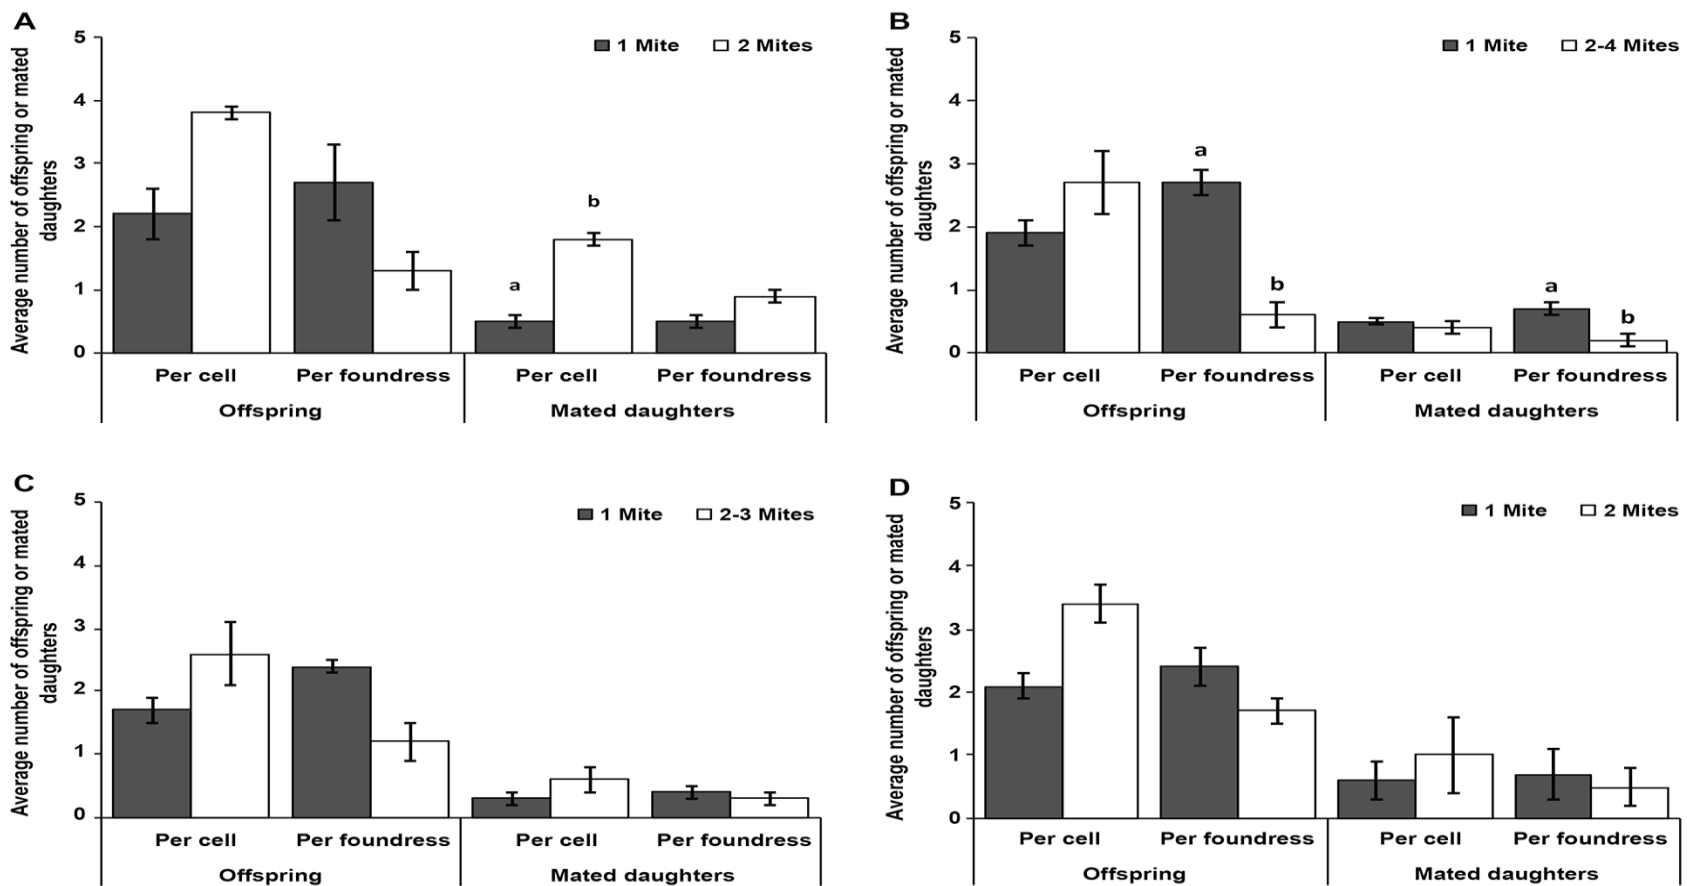 A
Average number of offspring or mated
daughters
5
4
3
2
1
0
1 Mite
2 Mites
a
b
Per cell
Per foundress
Per cell
Per foundress
Offspring
Mated daughters
B
Average number of offspring or mated
daughters
5
4
3
2
1
0
1 Mite
2-4 Mites
a
b
a
b
Per cell
Per foundress
Per cell
Per foundress
Offspring
Mated daughters
C
Average number of offspring or mated
daughters
5
4
3
2
1
0
1 Mite
2-3 Mites
Per cell
Per foundress
Per cell
Per foundress
Offspring
Mated daughters
D
Average number of offspring or mated
daughters
5
4
3
2
1
0
1 Mite
2 Mites
Per cell
Per foundress
Per cell
Per foundress
Offspring
Mated daughters